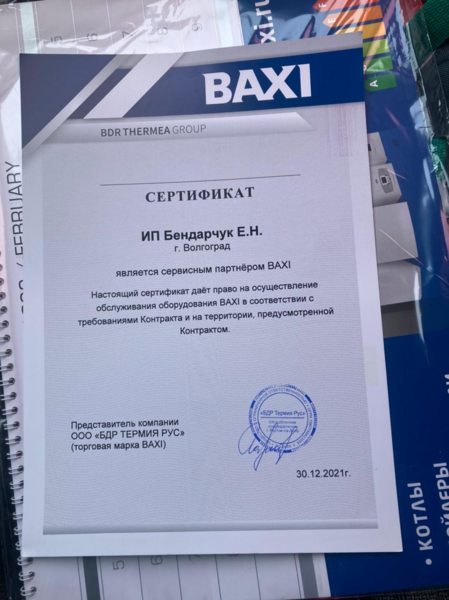 BAXI
BDR THERMEA GROUP
СЕРТИФИКАТ
ИП Бендарчук Е.Н.
г. Волгоград
является сервисным партнёром BAXI
Настоящий сертификат даёт право на осуществление
обслуживания оборудования BAXI в соответствии с
требованиями Контракта и на территории, предусмотренной
Контрактом.
Представитель компании
ООО «БДР ТЕРМИЯ РУС»
(торговая марка BAXI)
«БДР Термия Рус»
30.12.2021г.
/ FEBRUARY
xi.ru
• КОТЛЫ